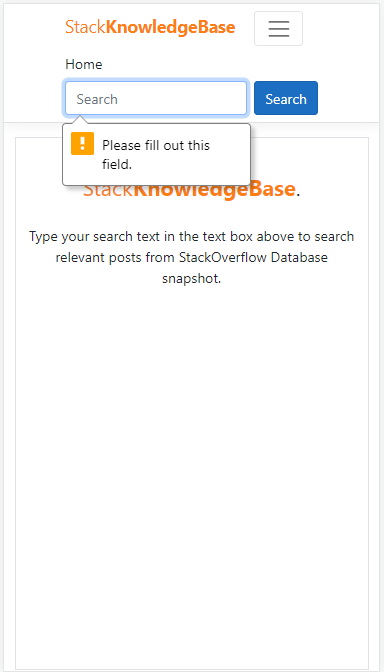 StackKnowledgeBase
Home
Search
Search
Please fill out this
field.
StackKnowledgeBase.
Type your search text in the text box above to search
relevant posts from StackOverflow Database
snapshot.